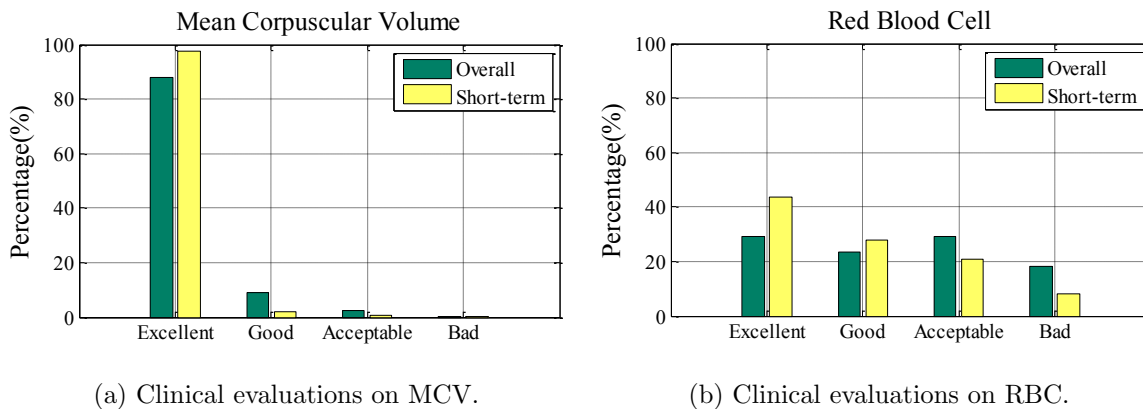 Mean Corpuscular Volume
Percentage(%)
100
80
60
40
20
0
Overall
Short-term
Excellent Good Acceptable Bad
(a) Clinical evaluations on MCV.
Red Blood Cell
Percentage(%)
100
80
60
40
20
0
Overall
Short-term
Excellent Good Acceptable Bad
(b) Clinical evaluations on RBC.